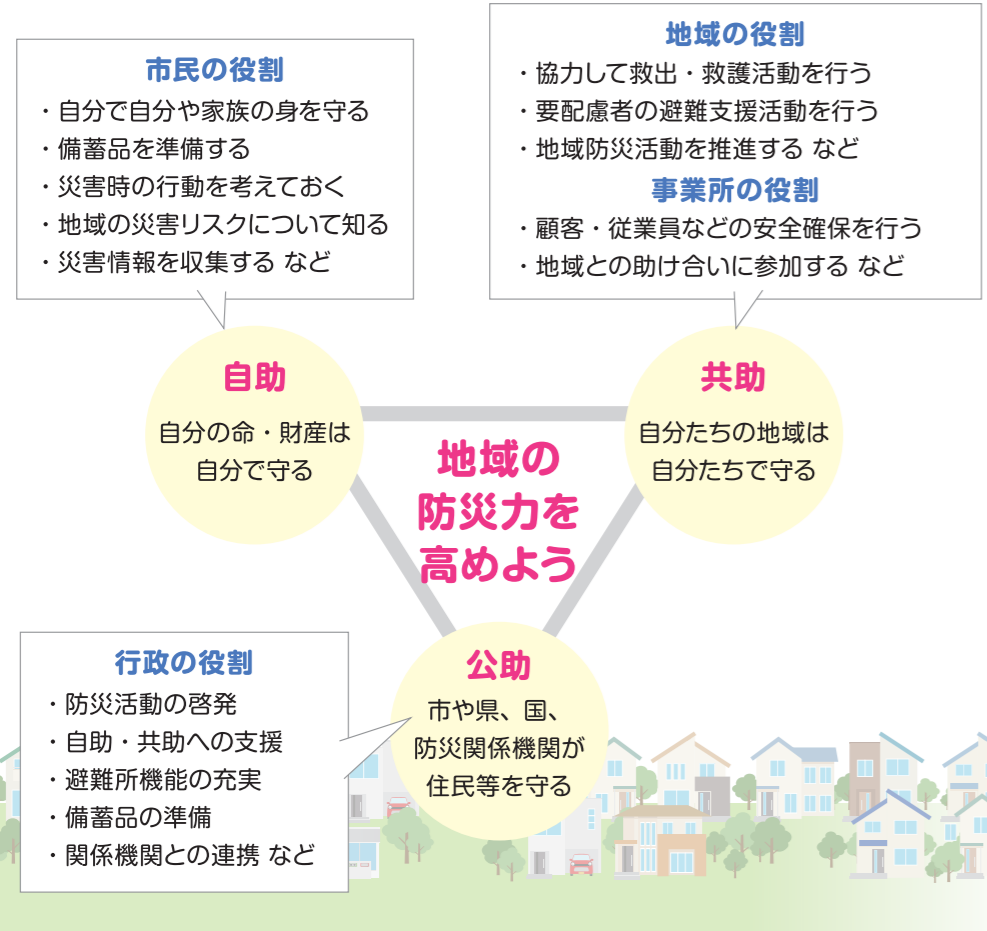 市民の役割
・自分で自分や家族の身を守る
・備蓄品を準備する
・災害時の行動を考えておく
・地域の災害リスクについて知る
・災害情報を収集する など
地域の役割
・協力して救出・救護活動を行う
・要配慮者の避難支援活動を行う
・地域防災活動を推進する など
事業所の役割
・顧客・従業員などの安全確保を行う
・地域との助け合いに参加する など
自助
自分の命・財産は
自分で守る
共助
自分たちの地域は
自分たちで守る
地域の
防災力を
高めよう
公助
市や県、国、
防災関係機関が
住民等を守る
行政の役割
・防災活動の啓発
・自助・共助への支援
・避難所機能の充実
・備蓄品の準備
・関係機関との連携 など